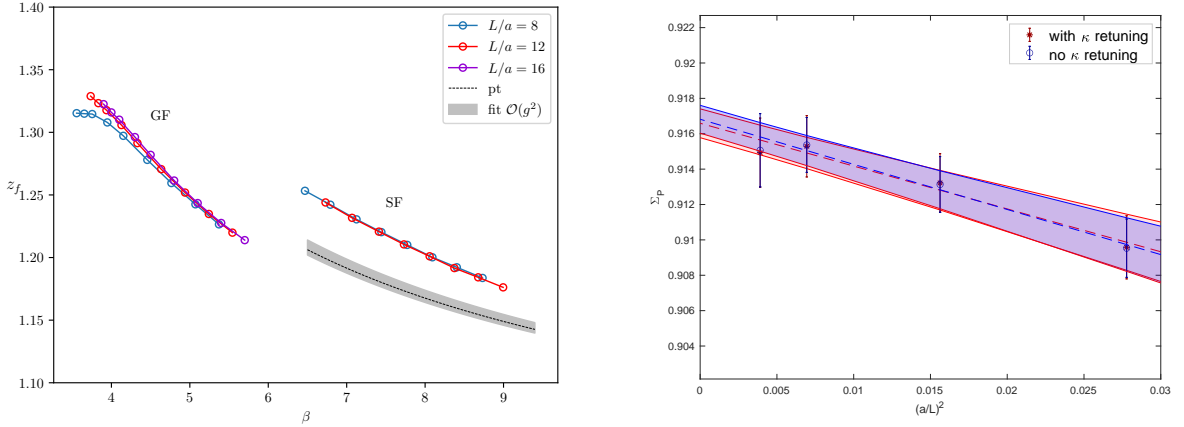 1.40
1.35
1.30
1.25
1.20
1.15
1.10
z_f
4
5
6
7
8
9
β
GF
SF
L/a = 8
L/a = 12
L/a = 16
pt
fit O(g²)
0.922
0.92
0.918
0.916
0.914
0.912
0.91
0.908
0.906
0.904
Σ_P
0
0.005
0.01
0.015
0.02
0.025
0.03
(a/L)²
with κ retuning
no κ retuning